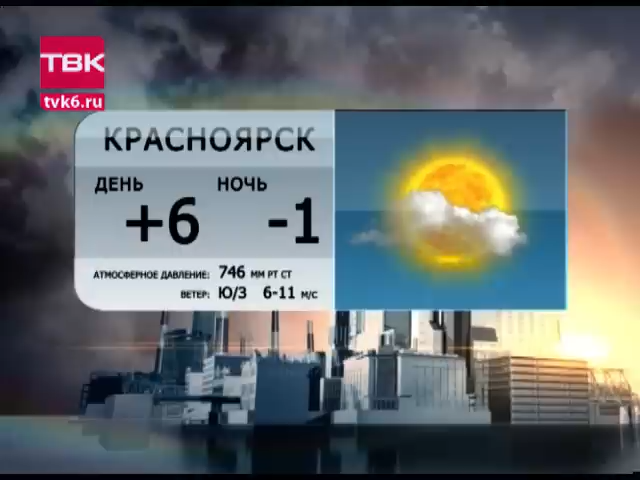 ТВК
tvk6.ru
КРАСНОЯРСК
ДЕНЬ НОЧЬ
+6 -1
АТМОСФЕРНОЕ ДАВЛЕНИЕ: 746 ММ РТ СТ
ВЕТЕР: Ю/З 6-11 М/С